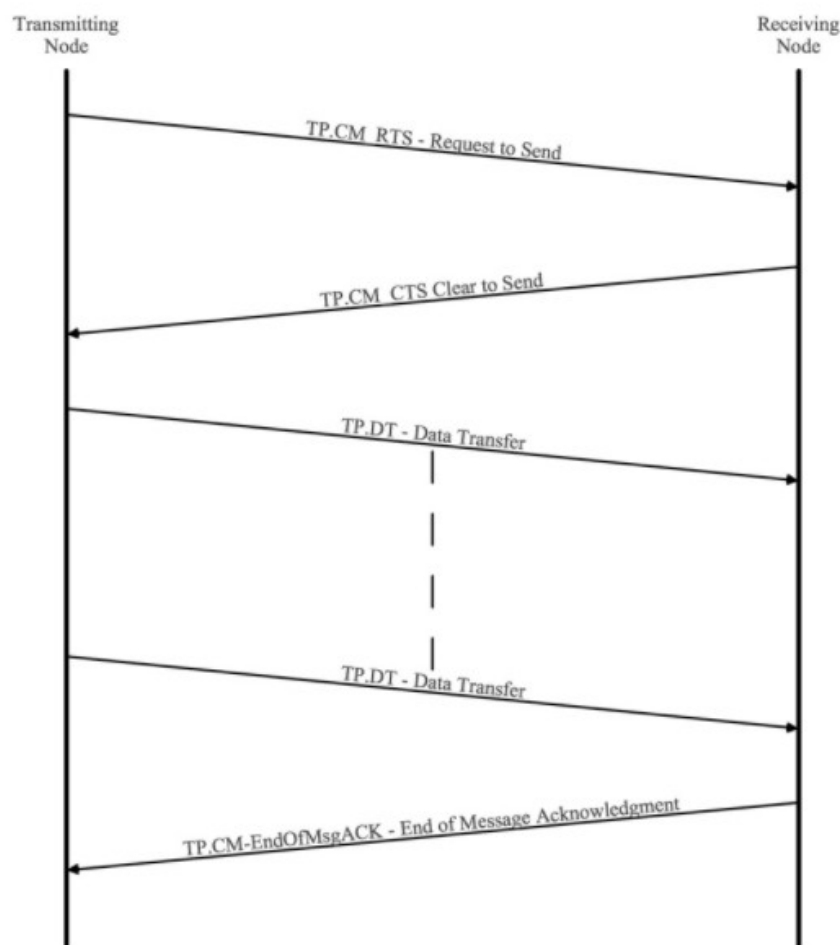 Transmitting
Node
Receiving
Node
TP.CM_RTS - Request to Send
TP.CM_CTS Clear to Send
TP.DT - Data Transfer
TP.DT - Data Transfer
TP.CM-EndOfMsgACK - End of Message Acknowledgment